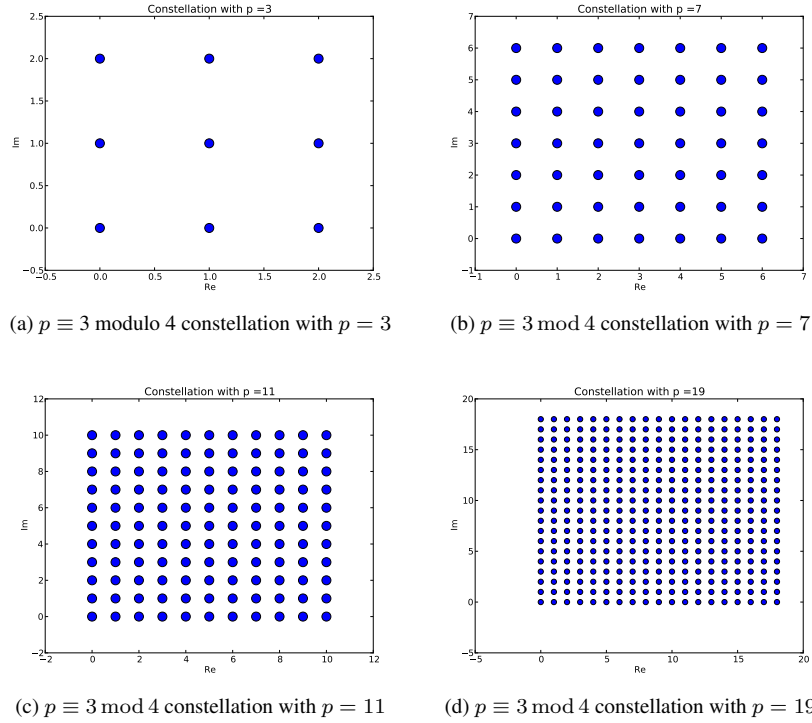 Constellation with p =3
2.5
2.0
1.5
1.0
0.5
0.0
−0.5
Im
−0.5 0.0 0.5 1.0 1.5 2.0 2.5
Re
(a) p ≡ 3 modulo 4 constellation with p = 3
Constellation with p =7
7
6
5
4
3
2
1
0
−1
Im
−1 0 1 2 3 4 5 6 7
Re
(b) p ≡ 3 mod 4 constellation with p = 7
Constellation with p =11
12
10
8
6
4
2
0
−2
Im
−2 0 2 4 6 8 10 12
Re
(c) p ≡ 3 mod 4 constellation with p = 11
Constellation with p =19
20
15
10
5
0
−5
Im
−5 0 5 10 15 20
Re
(d) p ≡ 3 mod 4 constellation with p = 19